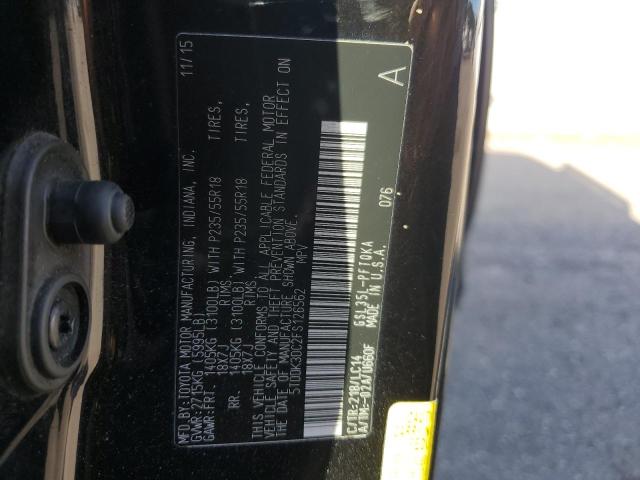 MFD.BY:TOYOTA MOTOR MANUFACTURING, INDIANA, INC. 11/15
GVWR:2715KG (5995LB)
GAWR:FRT. 1405KG (3100LB) WITH P235/55R18 TIRES,
18X7J RIMS
RR. 1405KG (3100LB) WITH P235/55R18 TIRES,
18X7J RIMS
THIS VEHICLE CONFORMS TO ALL APPLICABLE FEDERAL MOTOR
VEHICLE SAFETY AND THEFT PREVENTION STANDARDS IN EFFECT ON
THE DATE OF MANUFACTURE SHOWN ABOVE.
5TDDK3DC2FS126562 MPV
C/TR:218/LC14 GSL35L-PFTQKA 076 A
A/TM:-02A/U660F MADE IN U.S.A.